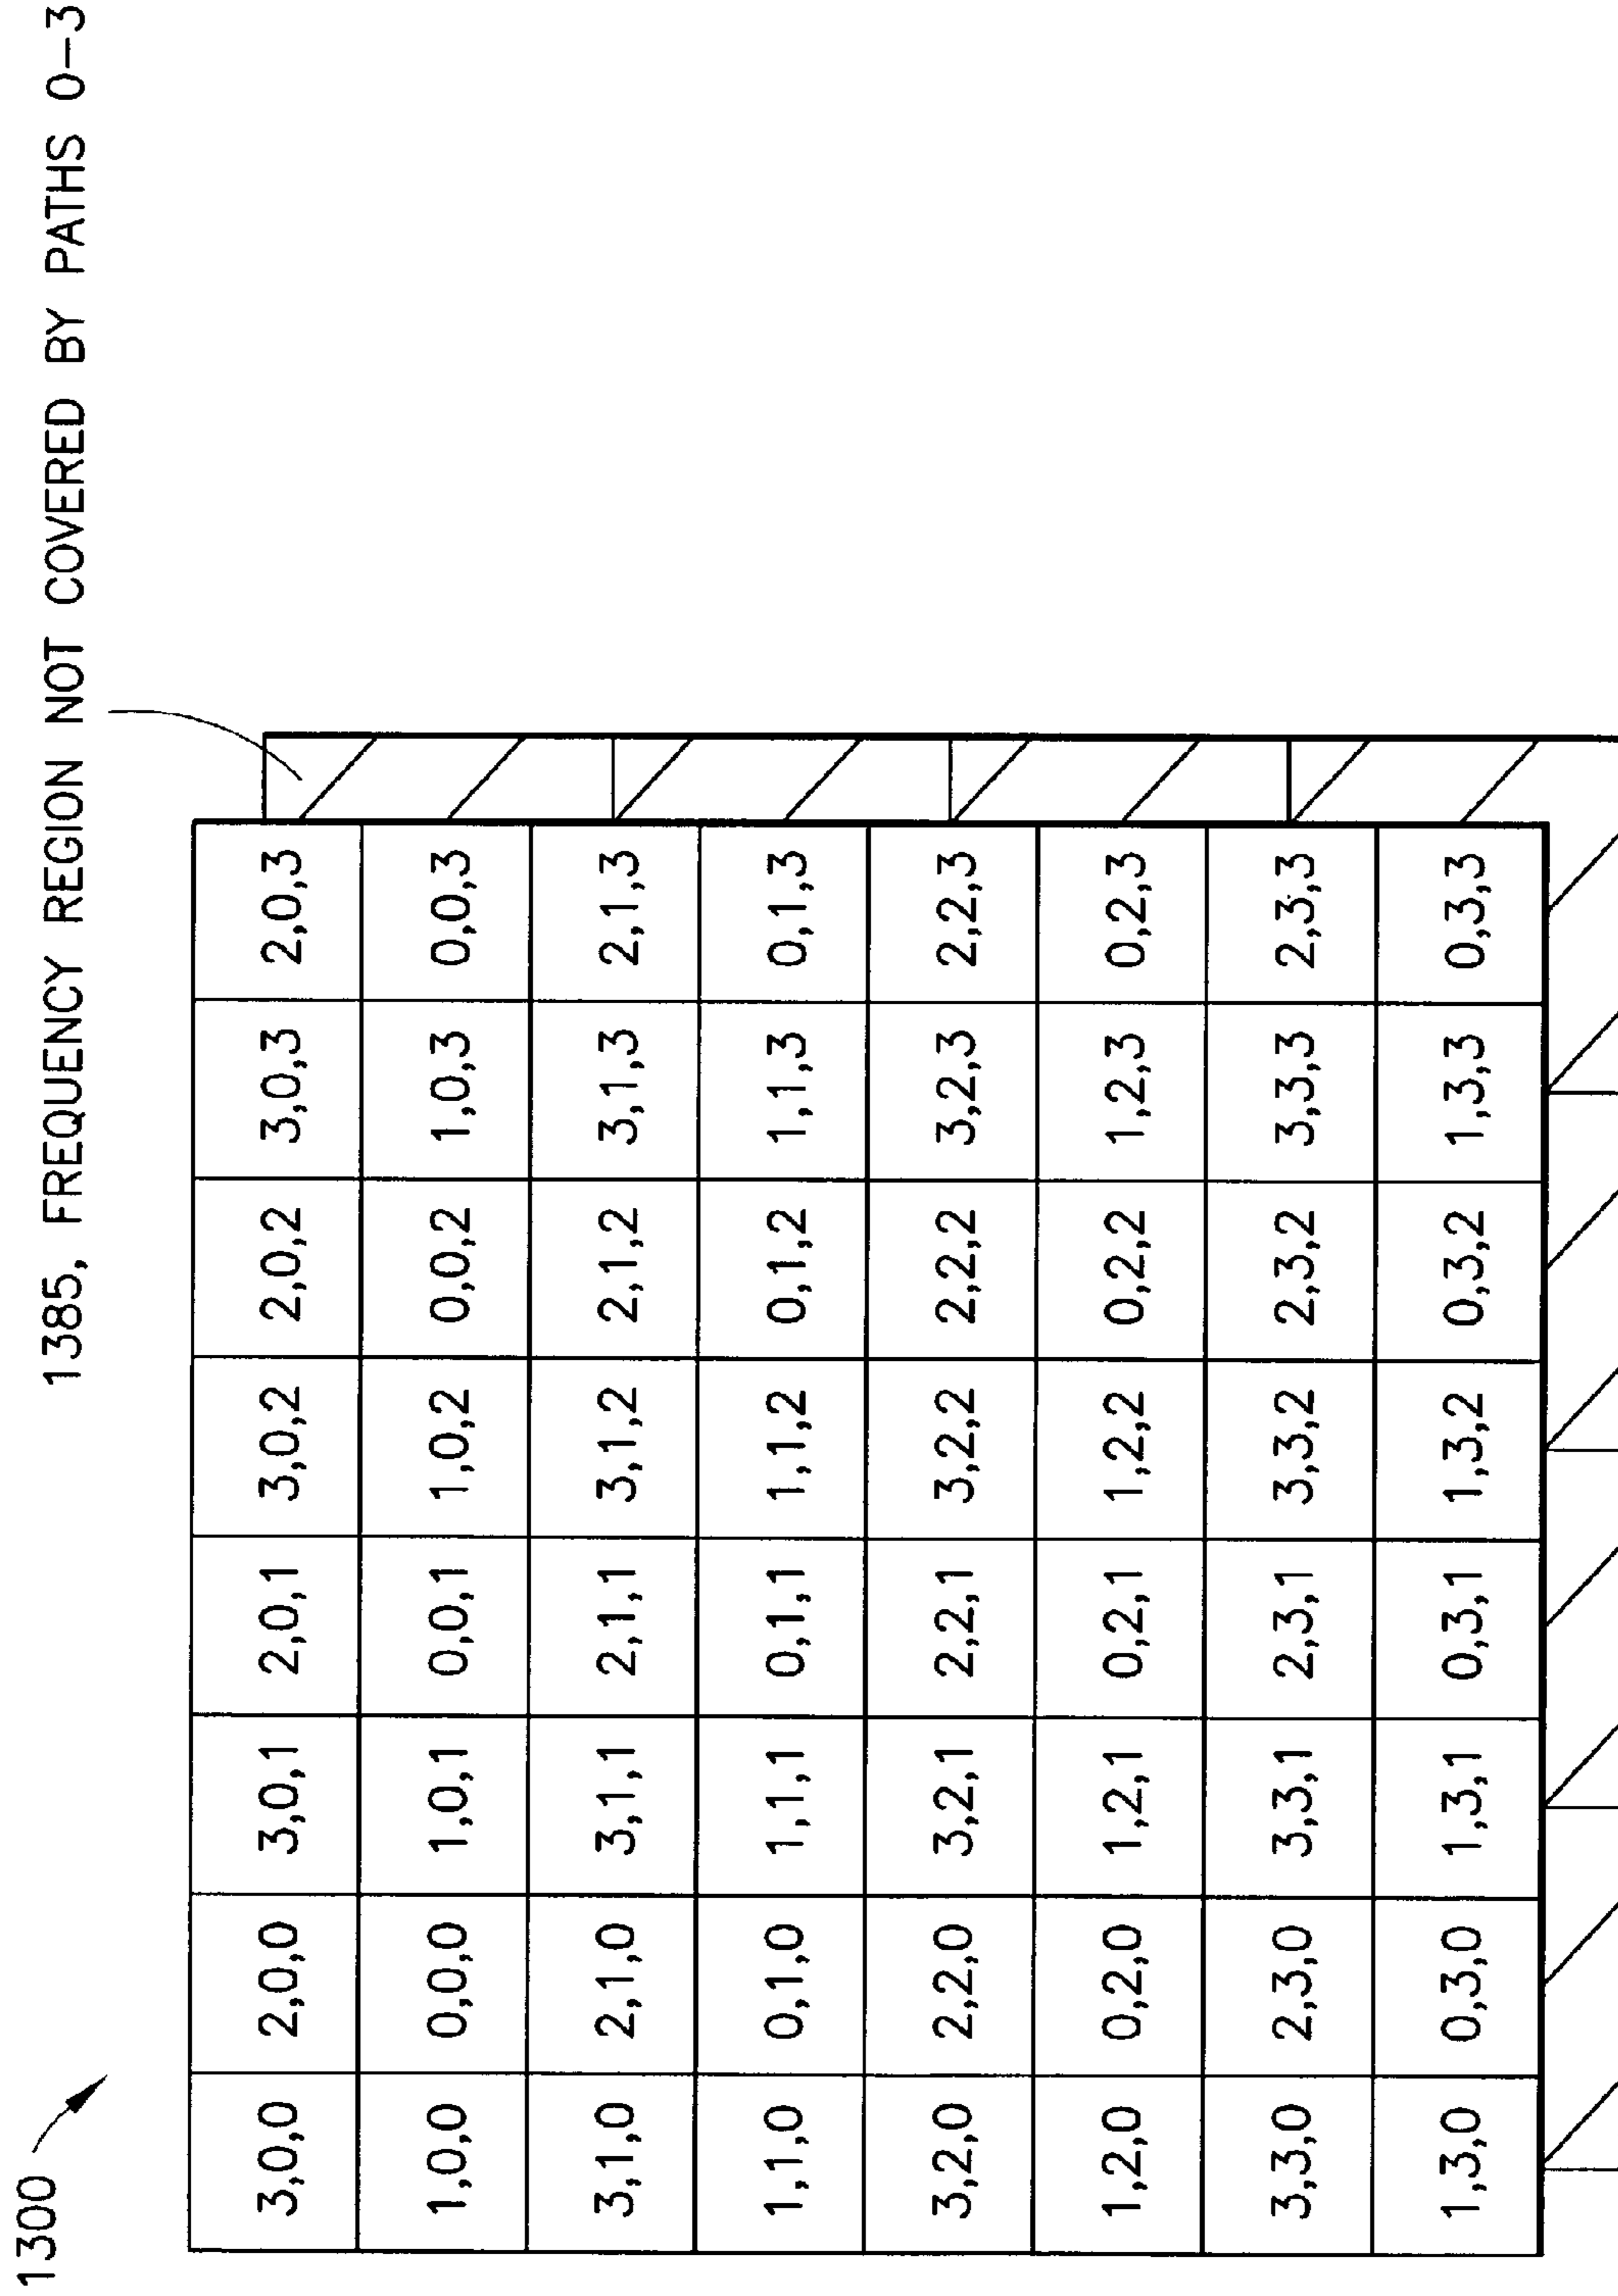 1300
1385, FREQUENCY REGION NOT COVERED BY PATHS 0-3
3,0,0 2,0,0 3,0,1 2,0,1 3,0,2 2,0,2 3,0,3 2,0,3
1,0,0 0,0,0 1,0,1 0,0,1 1,0,2 0,0,2 1,0,3 0,0,3
3,1,0 2,1,0 3,1,1 2,1,1 3,1,2 2,1,2 3,1,3 2,1,3
1,1,0 0,1,0 1,1,1 0,1,1 1,1,2 0,1,2 1,1,3 0,1,3
3,2,0 2,2,0 3,2,1 2,2,1 3,2,2 2,2,2 3,2,3 2,2,3
1,2,0 0,2,0 1,2,1 0,2,1 1,2,2 0,2,2 1,2,3 0,2,3
3,3,0 2,3,0 3,3,1 2,3,1 3,3,2 2,3,2 3,3,3 2,3,3
1,3,0 0,3,0 1,3,1 0,3,1 1,3,2 0,3,2 1,3,3 0,3,3